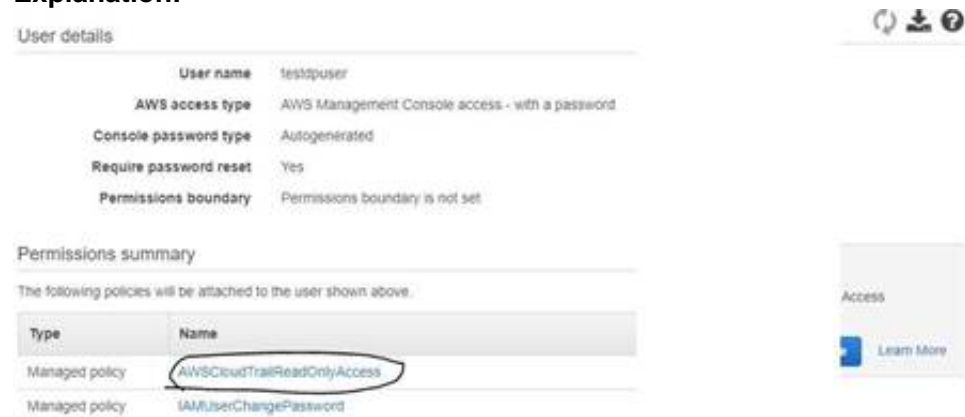 Explanation:
User details
User name testdpuser
AWS access type AWS Management Console access - with a password
Console password type Autogenerated
Require password reset Yes
Permissions boundary Permissions boundary is not set
Permissions summary
The following policies will be attached to the user shown above.
Type Name
Managed policy AWSCloudTrailReadOnlyAccess
Managed policy IAMUserChangePassword
Access
Learn More